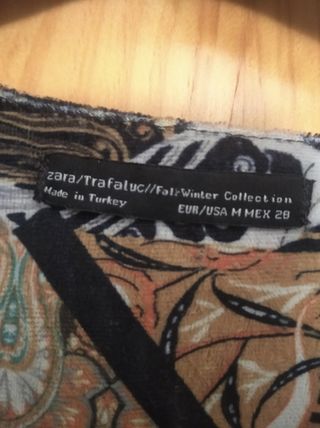 zara/Trafaluc//Fall-Winter Collection
Made in Turkey
EUR/USA M MEX 28